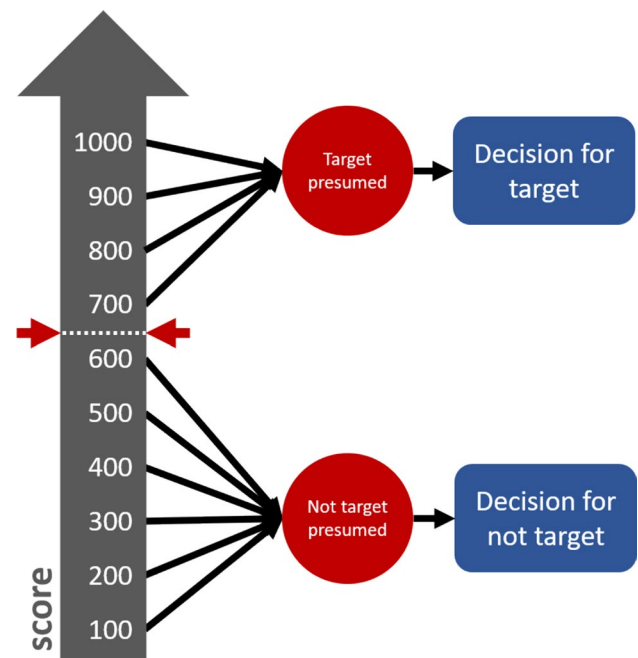 1000
900
800
700
600
500
400
300
200
100
score
Target
presumed
Decision for
target
Not target
presumed
Decision for
not target